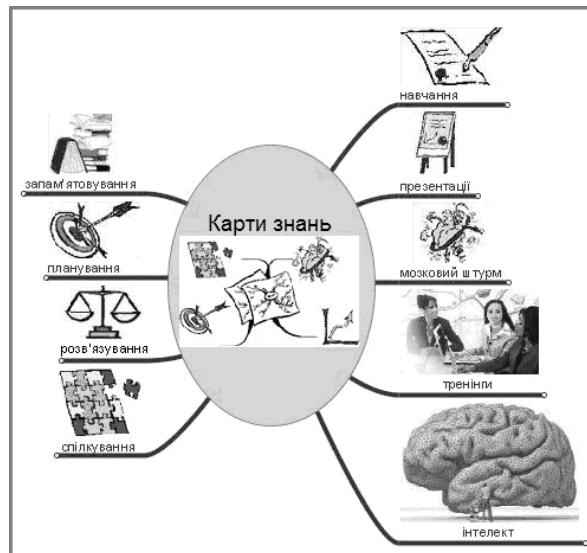 Карти знань
запам'ятовування
планування
розв'язування
спілкування
навчання
презентації
мозковий штурм
тренінги
інтелект